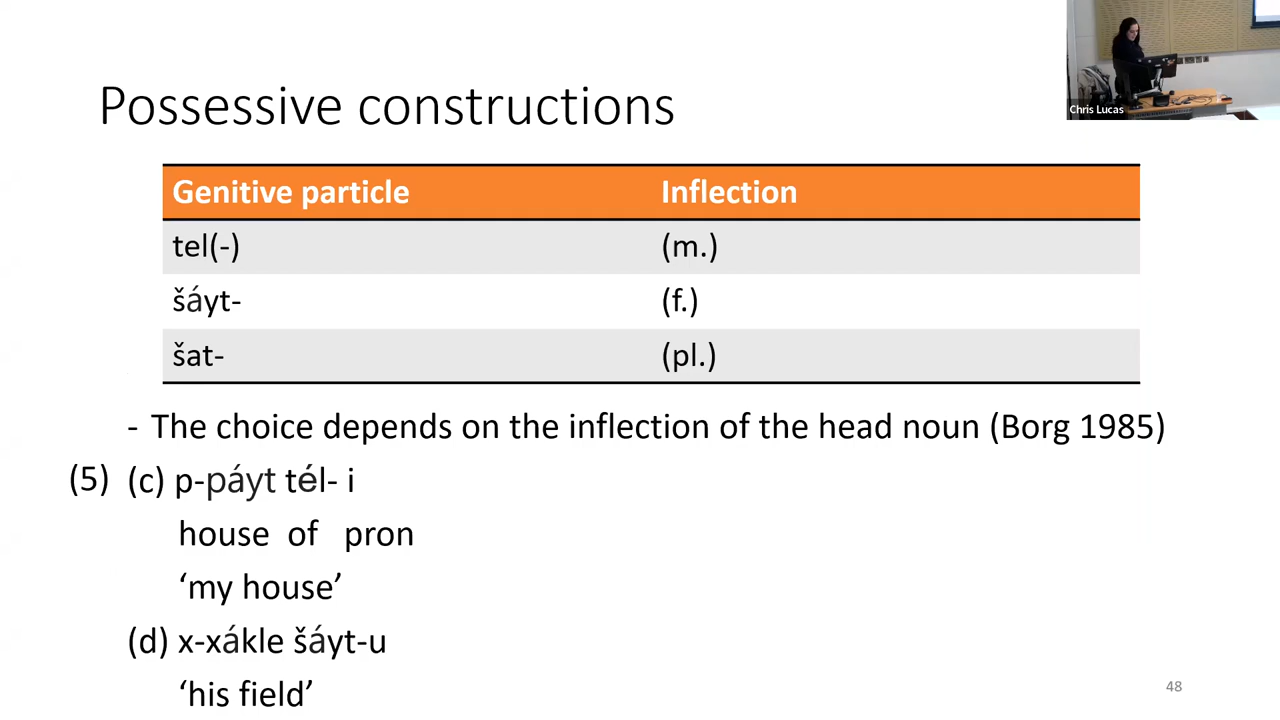 Chris Lucas
Possessive constructions
Genitive particle Inflection
tel(-) (m.)
šáyt- (f.)
šat- (pl.)
- The choice depends on the inflection of the head noun (Borg 1985)
(5) (c) p-páyt tél- i
house of pron
‘my house’
(d) x-xákle šáyt-u
‘his field’
48